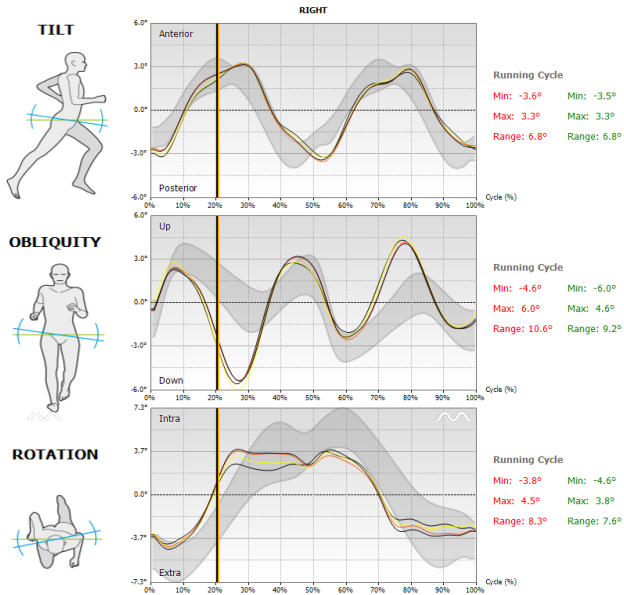 RIGHT
TILT
6.0°
Anterior
3.0°
0.0°
-3.0°
Posterior
-6.0°
0% 10% 20% 30% 40% 50% 60% 70% 80% 90% 100%
Cycle (%)
Running Cycle
Min: -3.6° Min: -3.5°
Max: 3.3° Max: 3.3°
Range: 6.8° Range: 6.8°
OBLIQUITY
6.0°
Up
3.0°
0.0°
-3.0°
Down
-6.0°
0% 10% 20% 30% 40% 50% 60% 70% 80% 90% 100%
Cycle (%)
Running Cycle
Min: -4.6° Min: -6.0°
Max: 6.0° Max: 4.6°
Range: 10.6° Range: 9.2°
ROTATION
7.3°
Intra
3.7°
0.0°
-3.7°
Extra
-7.3°
0% 10% 20% 30% 40% 50% 60% 70% 80% 90% 100%
Cycle (%)
Running Cycle
Min: -3.8° Min: -4.6°
Max: 4.5° Max: 3.8°
Range: 8.3° Range: 7.6°